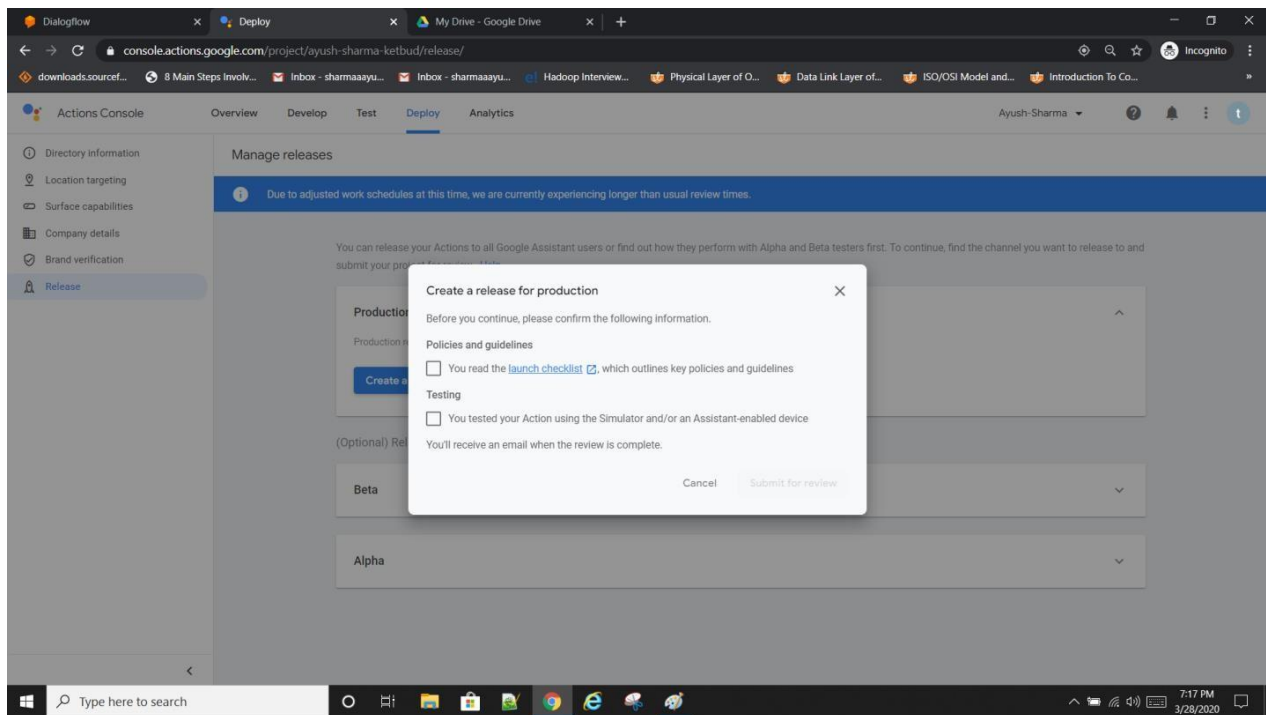 Dialogflow
Deploy
My Drive - Google Drive
console.actions.google.com/project/ayush-sharma-ketbud/release/
Incognito
downloads.sourcef...
8 Main Steps Involv...
Inbox - sharmaaayu...
Inbox - sharmaaayu...
Hadoop Interview...
Physical Layer of O...
Data Link Layer of...
ISO/OSI Model and...
Introduction To Co...
Actions Console
Overview
Develop
Test
Deploy
Analytics
Ayush-Sharma
t
Directory information
Location targeting
Surface capabilities
Company details
Brand verification
Release
Manage releases
Due to adjusted work schedules at this time, we are currently experiencing longer than usual review times.
You can release your Actions to all Google Assistant users or find out how they perform with Alpha and Beta testers first. To continue, find the channel you want to release to and
submit your
Production
Production
Create a
(Optional)
Beta
Alpha
Create a release for production
Before you continue, please confirm the following information.
Policies and guidelines
You read the launch checklist, which outlines key policies and guidelines
Testing
You tested your Action using the Simulator and/or an Assistant-enabled device
You'll receive an email when the review is complete.
Cancel
Submit for review
Type here to search
7:17 PM
3/28/2020